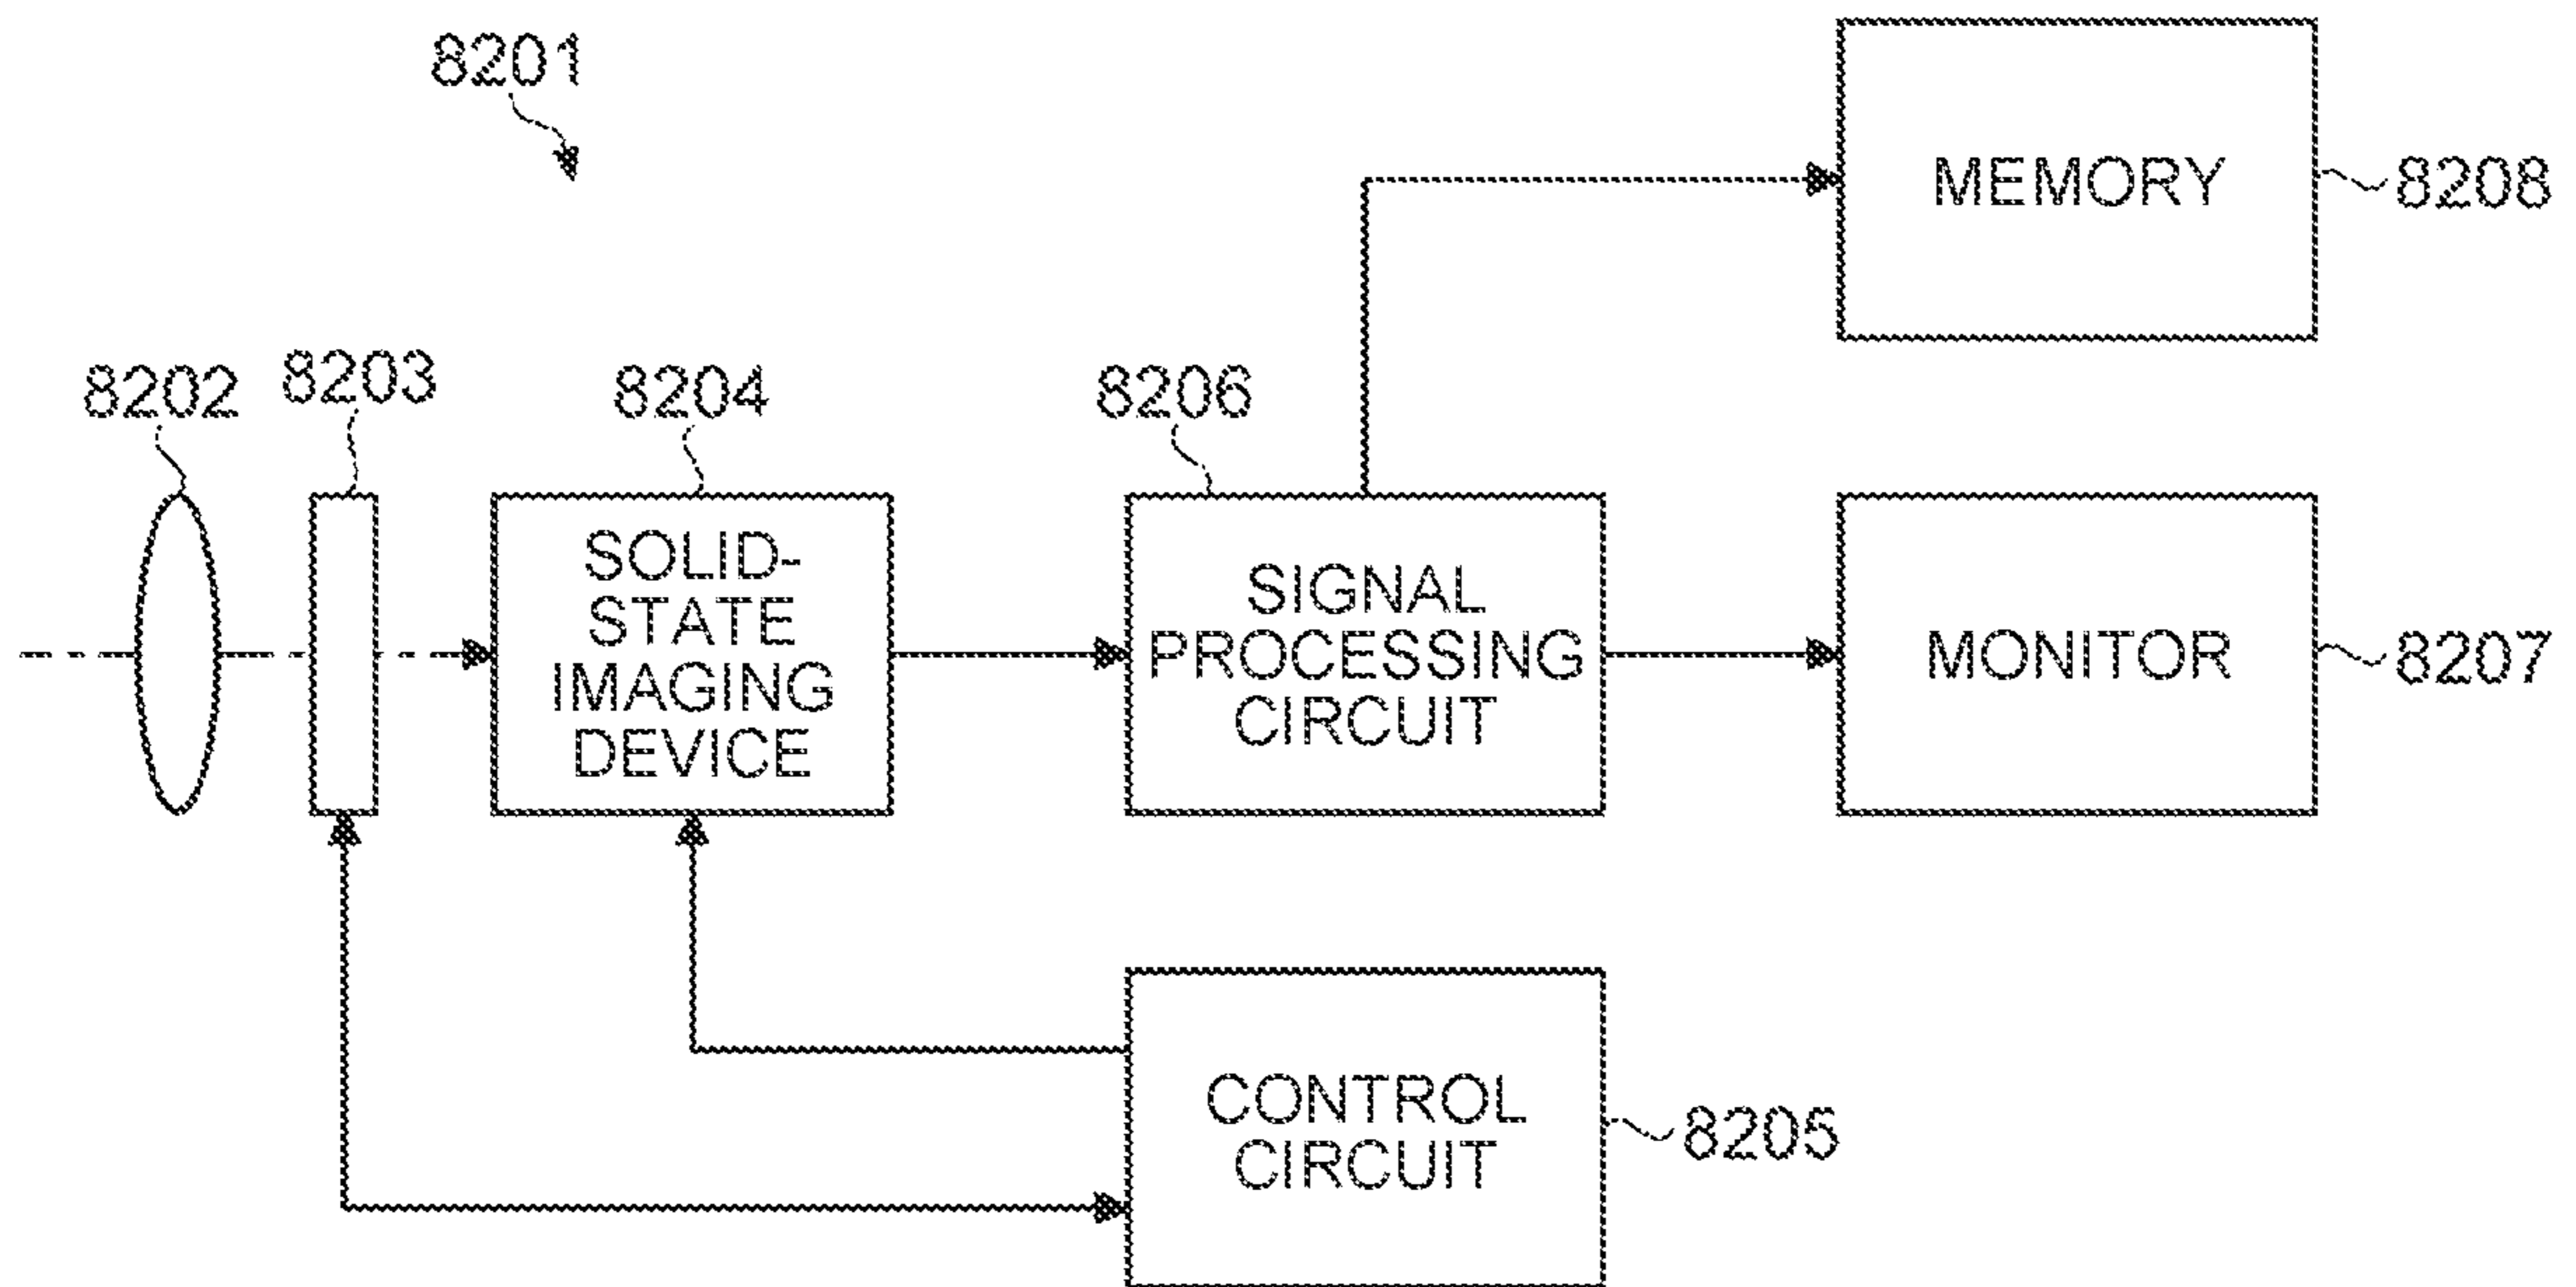 8201
MEMORY
8208
8202
8203
8204
8206
SOLID-
STATE
IMAGING
DEVICE
SIGNAL
PROCESSING
CIRCUIT
MONITOR
8207
CONTROL
CIRCUIT
8205